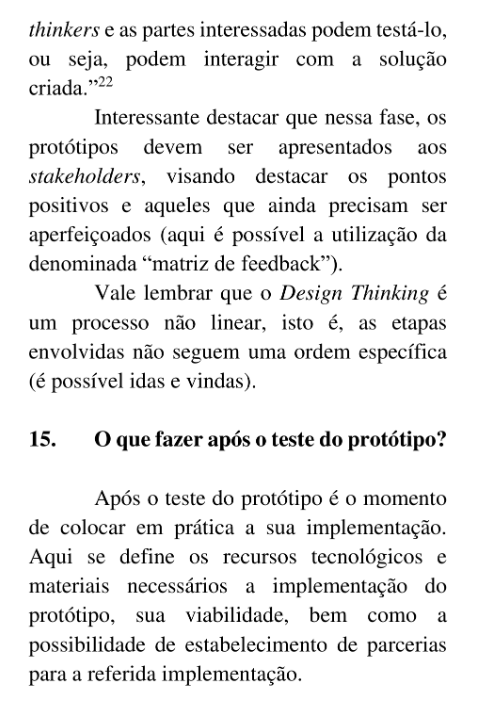 thinkers e as partes interessadas podem testá-lo,
ou seja, podem interagir com a solução
criada.”22
Interessante destacar que nessa fase, os
protótipos devem ser apresentados aos
stakeholders, visando destacar os pontos
positivos e aqueles que ainda precisam ser
aperfeiçoados (aqui é possível a utilização da
denominada “matriz de feedback”).
Vale lembrar que o Design Thinking é
um processo não linear, isto é, as etapas
envolvidas não seguem uma ordem específica
(é possível idas e vindas).
15. O que fazer após o teste do protótipo?
Após o teste do protótipo é o momento
de colocar em prática a sua implementação.
Aqui se define os recursos tecnológicos e
materiais necessários a implementação do
protótipo, sua viabilidade, bem como a
possibilidade de estabelecimento de parcerias
para a referida implementação.